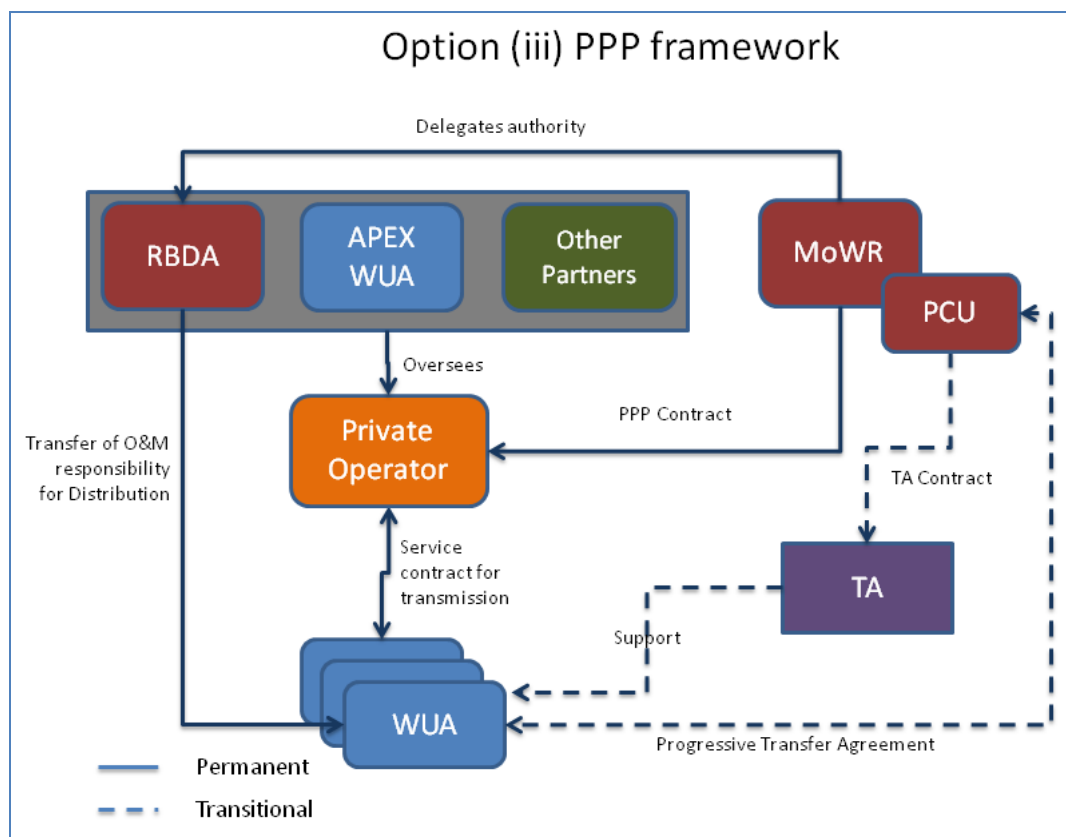 Option (iii) PPP framework
Delegates authority
RBDA
APEX
WUA
Other
Partners
MoWR
PCU
Oversees
Private
Operator
PPP Contract
Transfer of O&M
responsibility
for Distribution
TA Contract
Service
contract for
transmission
TA
Support
WUA
Progressive Transfer Agreement
Permanent
Transitional